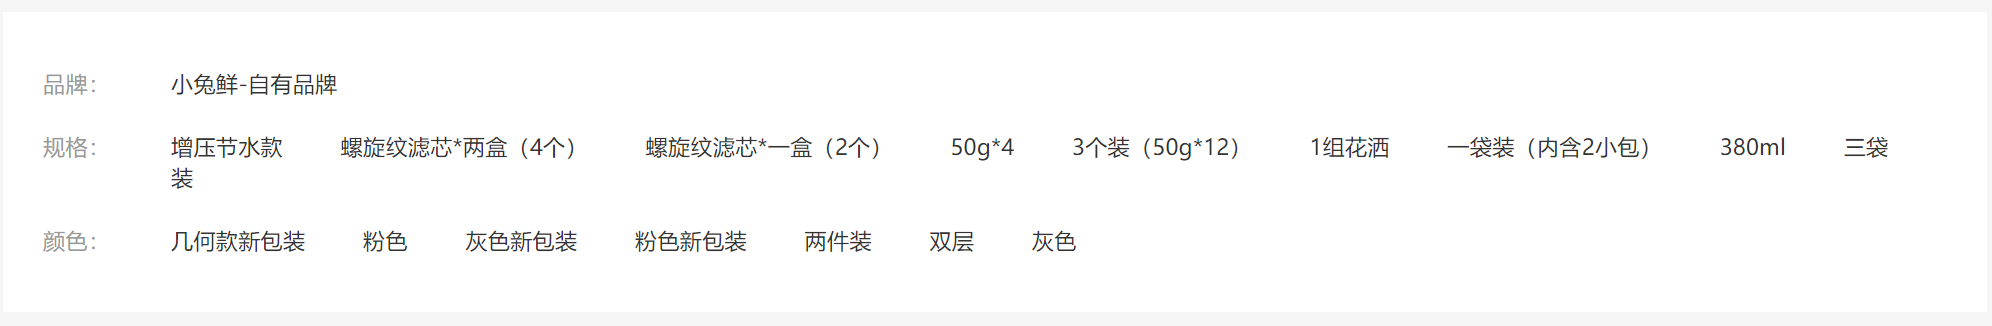 品牌： 小兔鲜-自有品牌
规格： 增压节水款 螺旋纹滤芯*两盒（4个） 螺旋纹滤芯*一盒（2个） 50g*4 3个装（50g*12） 1组花洒 一袋装（内含2小包） 380ml 三袋
装
颜色： 几何款新包装 粉色 灰色新包装 粉色新包装 两件装 双层 灰色